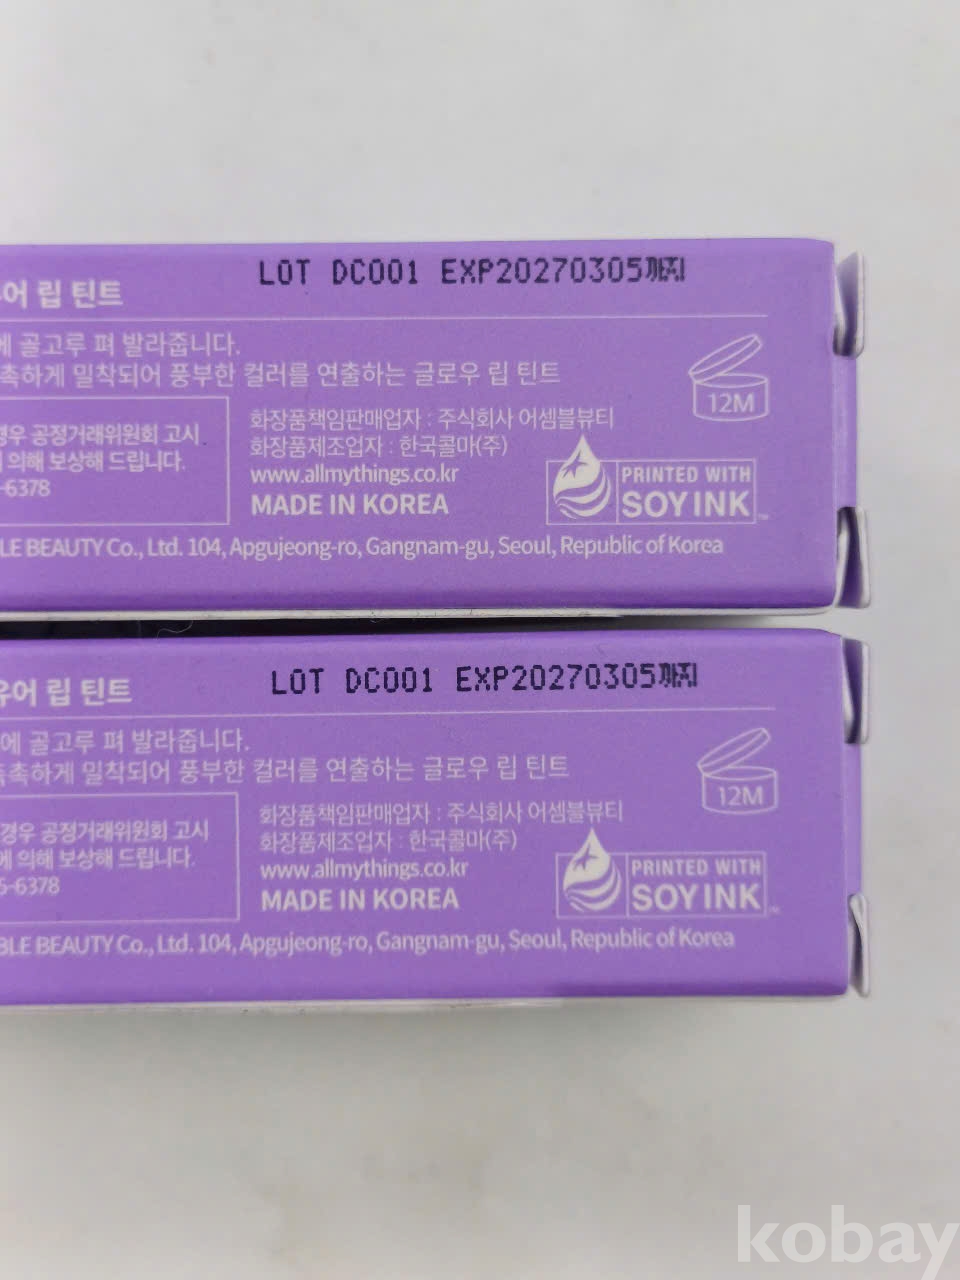 LOT DC001 EXP20270305까지
어 립 틴트
에 골고루 펴 발라줍니다.
촉하게 밀착되어 풍부한 컬러를 연출하는 글로우 립 틴트
12M
경우 공정거래위원회 고시
의해 보상해 드립니다.
-6378
화장품책임판매업자 : 주식회사 어셈블뷰티
화장품제조업자 : 한국콜마(주)
www.allmythings.co.kr
MADE IN KOREA
PRINTED WITH
SOY INK
LE BEAUTY Co., Ltd. 104, Apgujeong-ro, Gangnam-gu, Seoul, Republic of Korea
LOT DC001 EXP20270305까지
유어 립 틴트
에 골고루 펴 발라줍니다.
촉촉하게 밀착되어 풍부한 컬러를 연출하는 글로우 립 틴트
12M
경우 공정거래위원회 고시
에 의해 보상해 드립니다.
5-6378
화장품책임판매업자 : 주식회사 어셈블뷰티
화장품제조업자 : 한국콜마(주)
www.allmythings.co.kr
MADE IN KOREA
PRINTED WITH
SOY INK
BLE BEAUTY Co., Ltd. 104, Apgujeong-ro, Gangnam-gu, Seoul, Republic of Korea
kobay